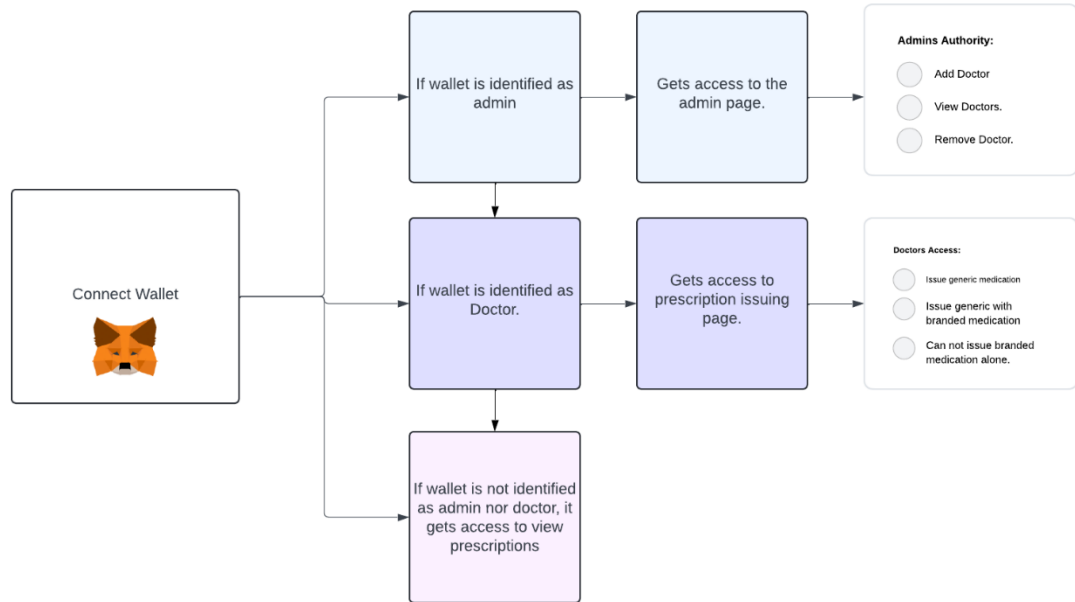 Connect Wallet
If wallet is identified as
admin
Gets access to the
admin page.
Admins Authority:
Add Doctor
View Doctors.
Remove Doctor.
If wallet is identified as
Doctor.
Gets access to
prescription issuing
page.
Doctors Access:
Issue generic medication
Issue generic with
branded medication
Can not issue branded
medication alone.
If wallet is not identified
as admin nor doctor, it
gets access to view
prescriptions